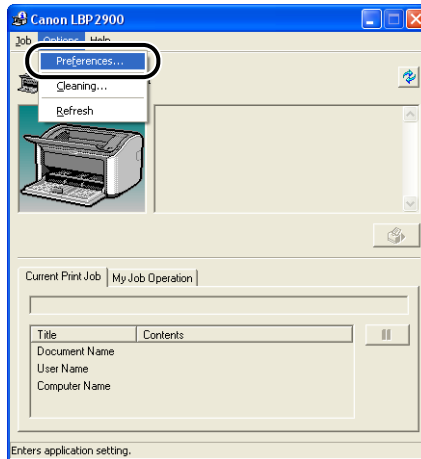 Canon LBP2900
Job Options Help
Preferences...
Cleaning...
Refresh
Current Print Job My Job Operation
Title Contents
Document Name
User Name
Computer Name
Enters application setting.